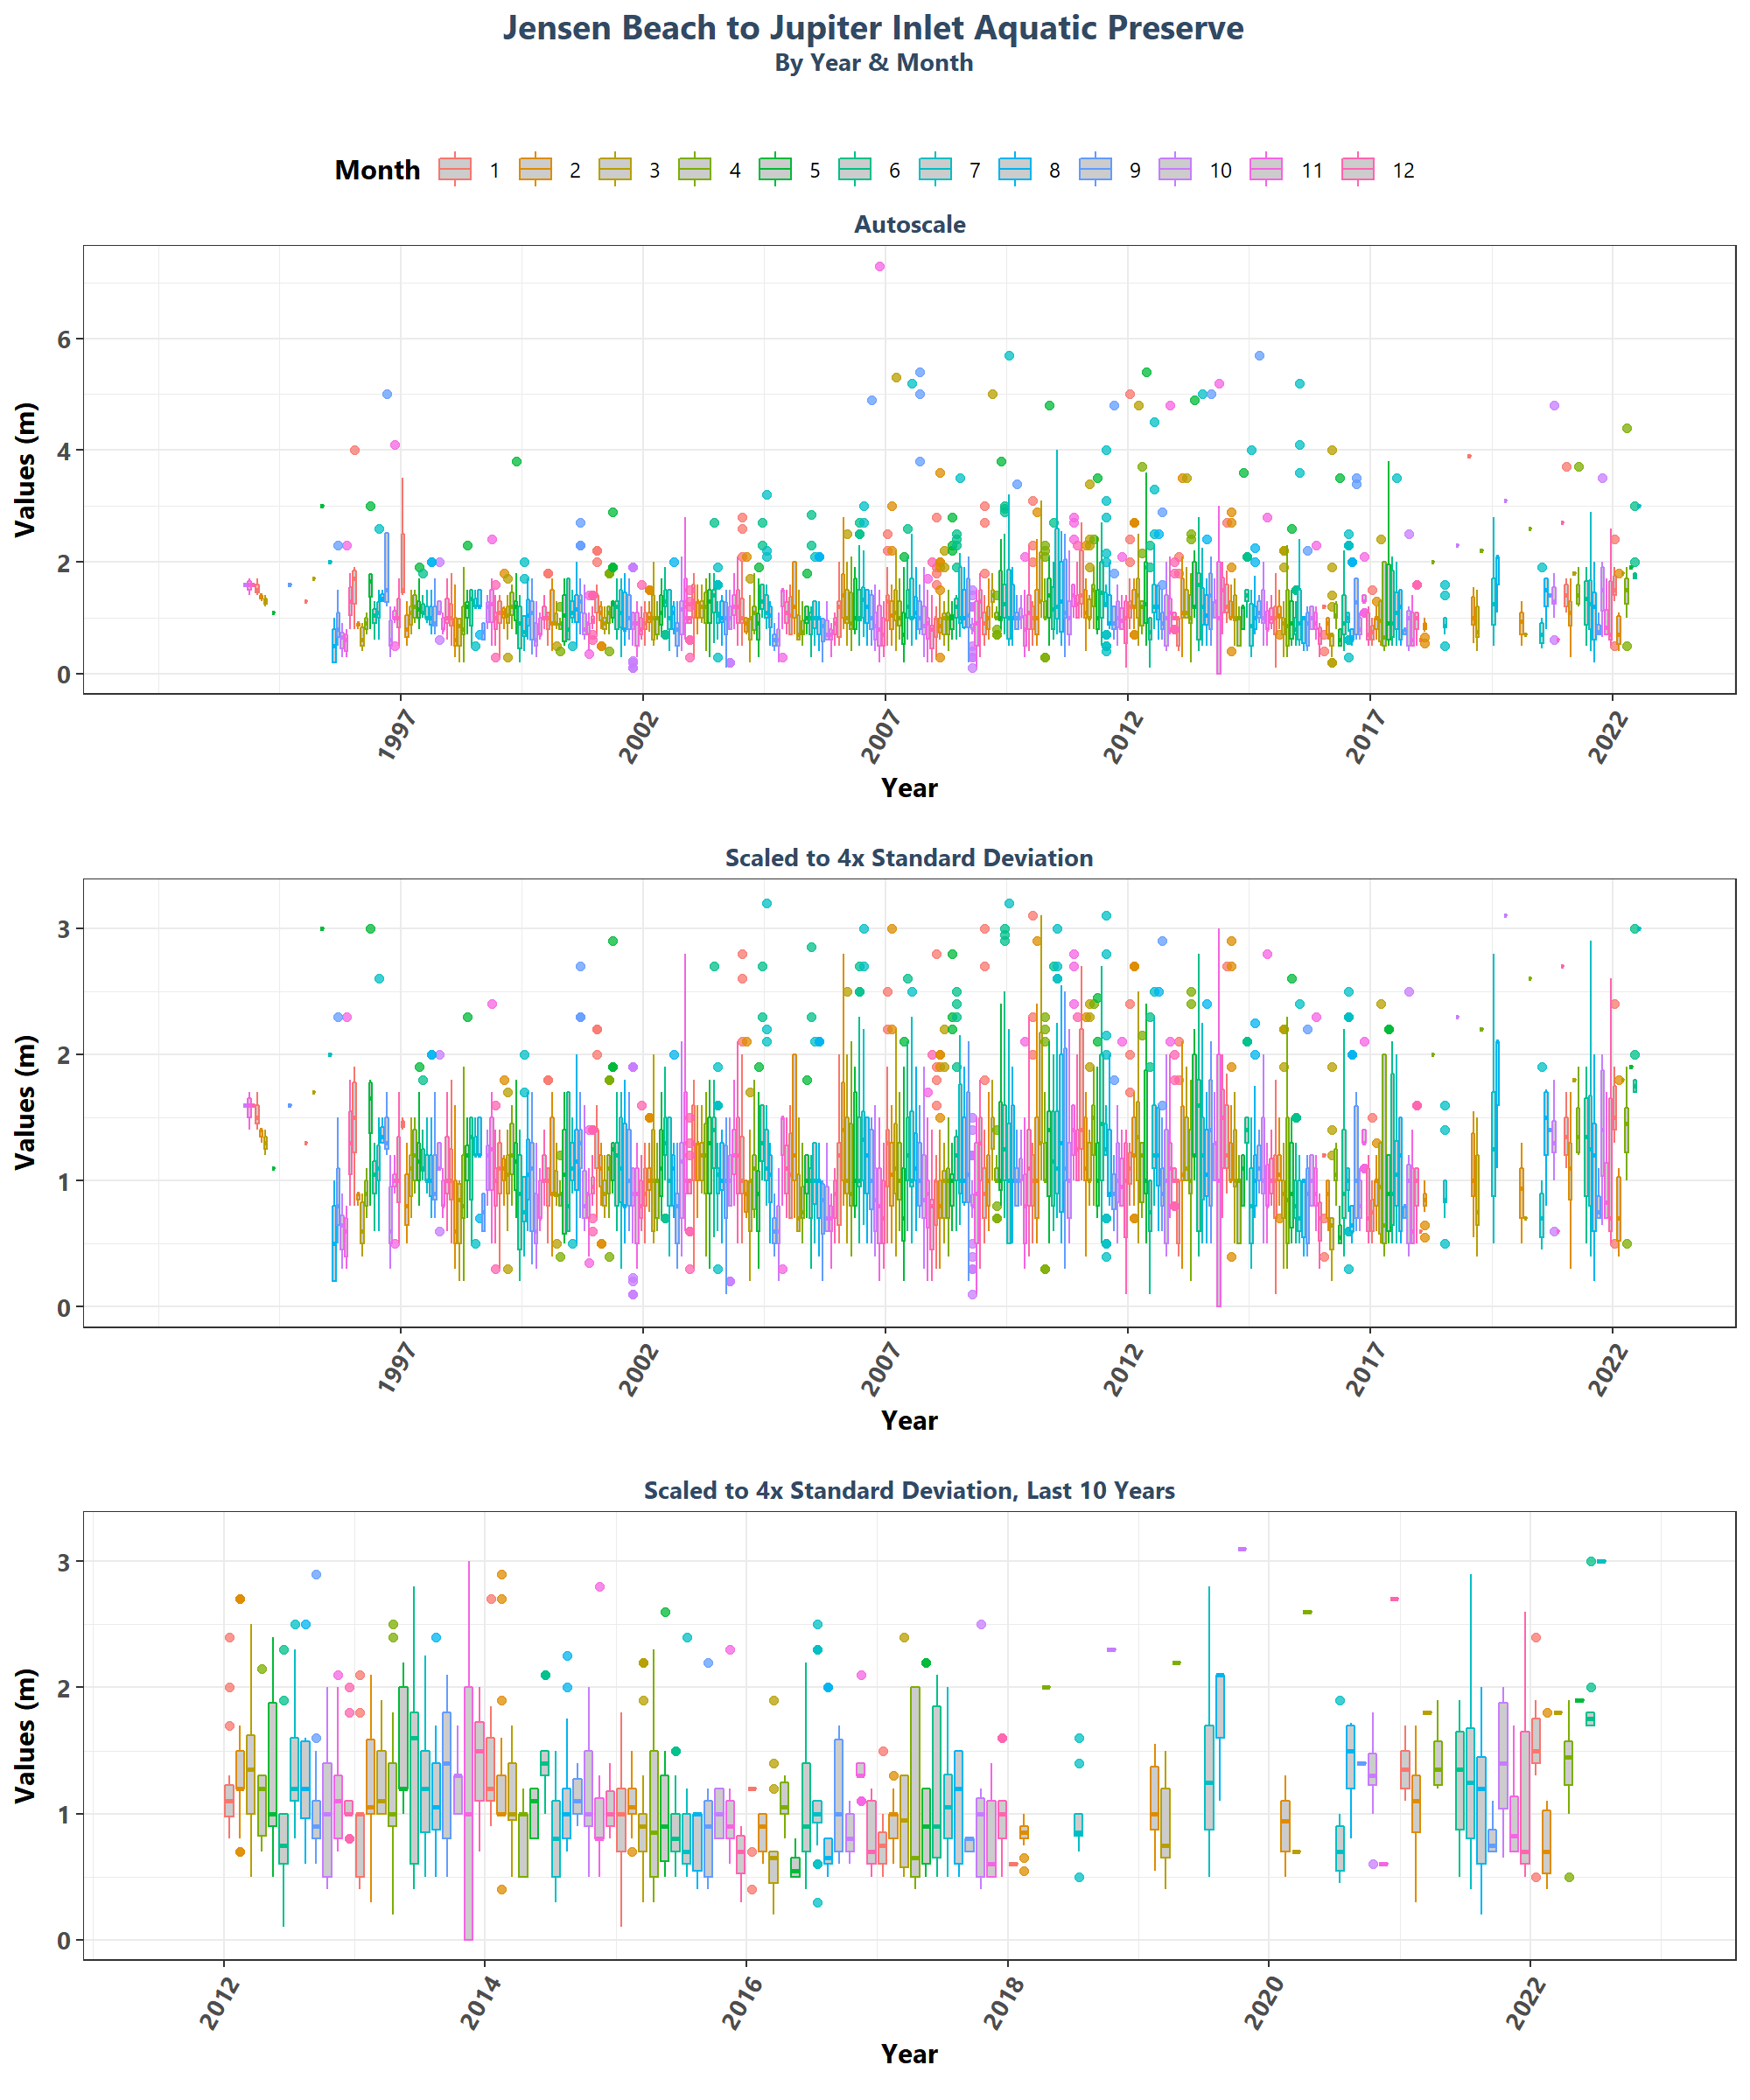 Jensen Beach to Jupiter Inlet Aquatic Preserve
By Year & Month
Month 1 2 3 4 5 6 7 8 9 10 11 12
Autoscale
Values (m)
6
4
2
0
1997 2002 2007 2012 2017 2022
Year
Scaled to 4x Standard Deviation
Values (m)
3
2
1
0
1997 2002 2007 2012 2017 2022
Year
Scaled to 4x Standard Deviation, Last 10 Years
Values (m)
3
2
1
0
2012 2014 2016 2018 2020 2022
Year